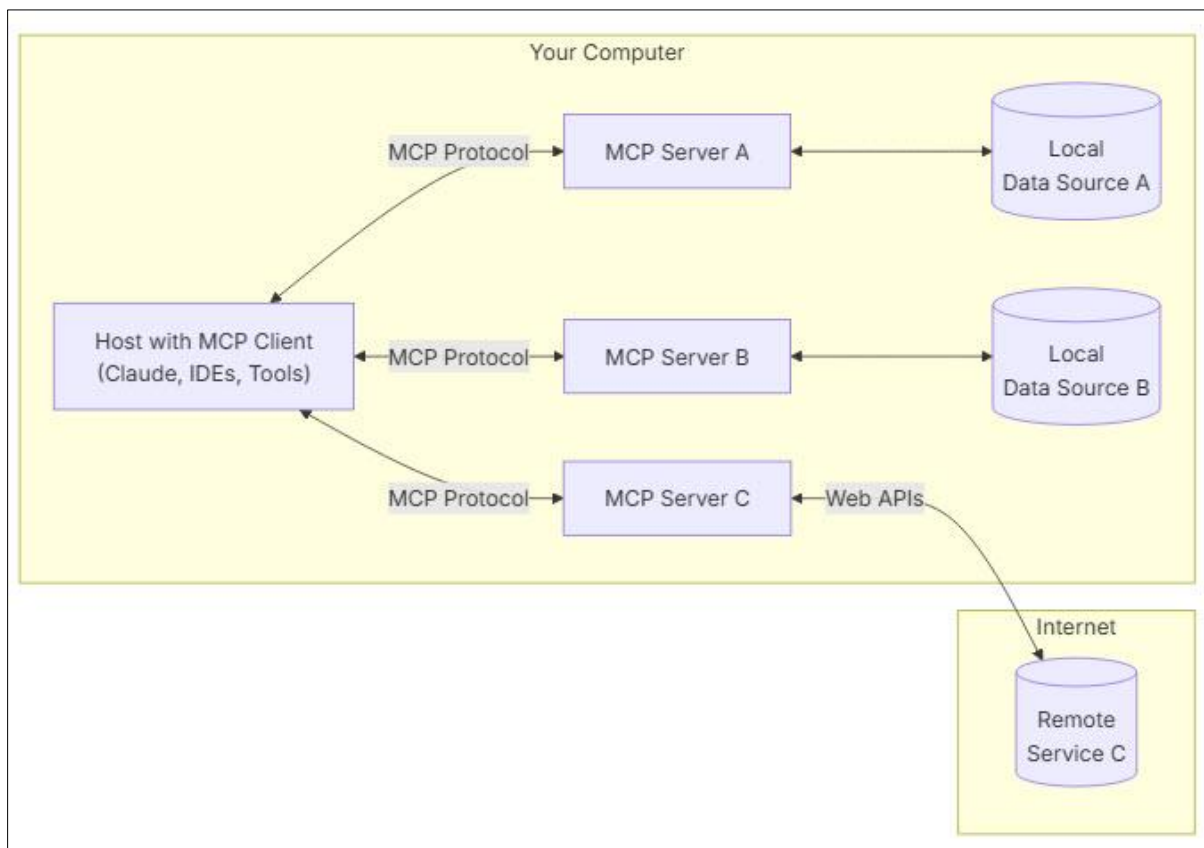 Your Computer
MCP Protocol
MCP Server A
Local
Data Source A
Host with MCP Client
(Claude, IDEs, Tools)
MCP Protocol
MCP Server B
Local
Data Source B
MCP Protocol
MCP Server C
Web APIs
Internet
Remote
Service C